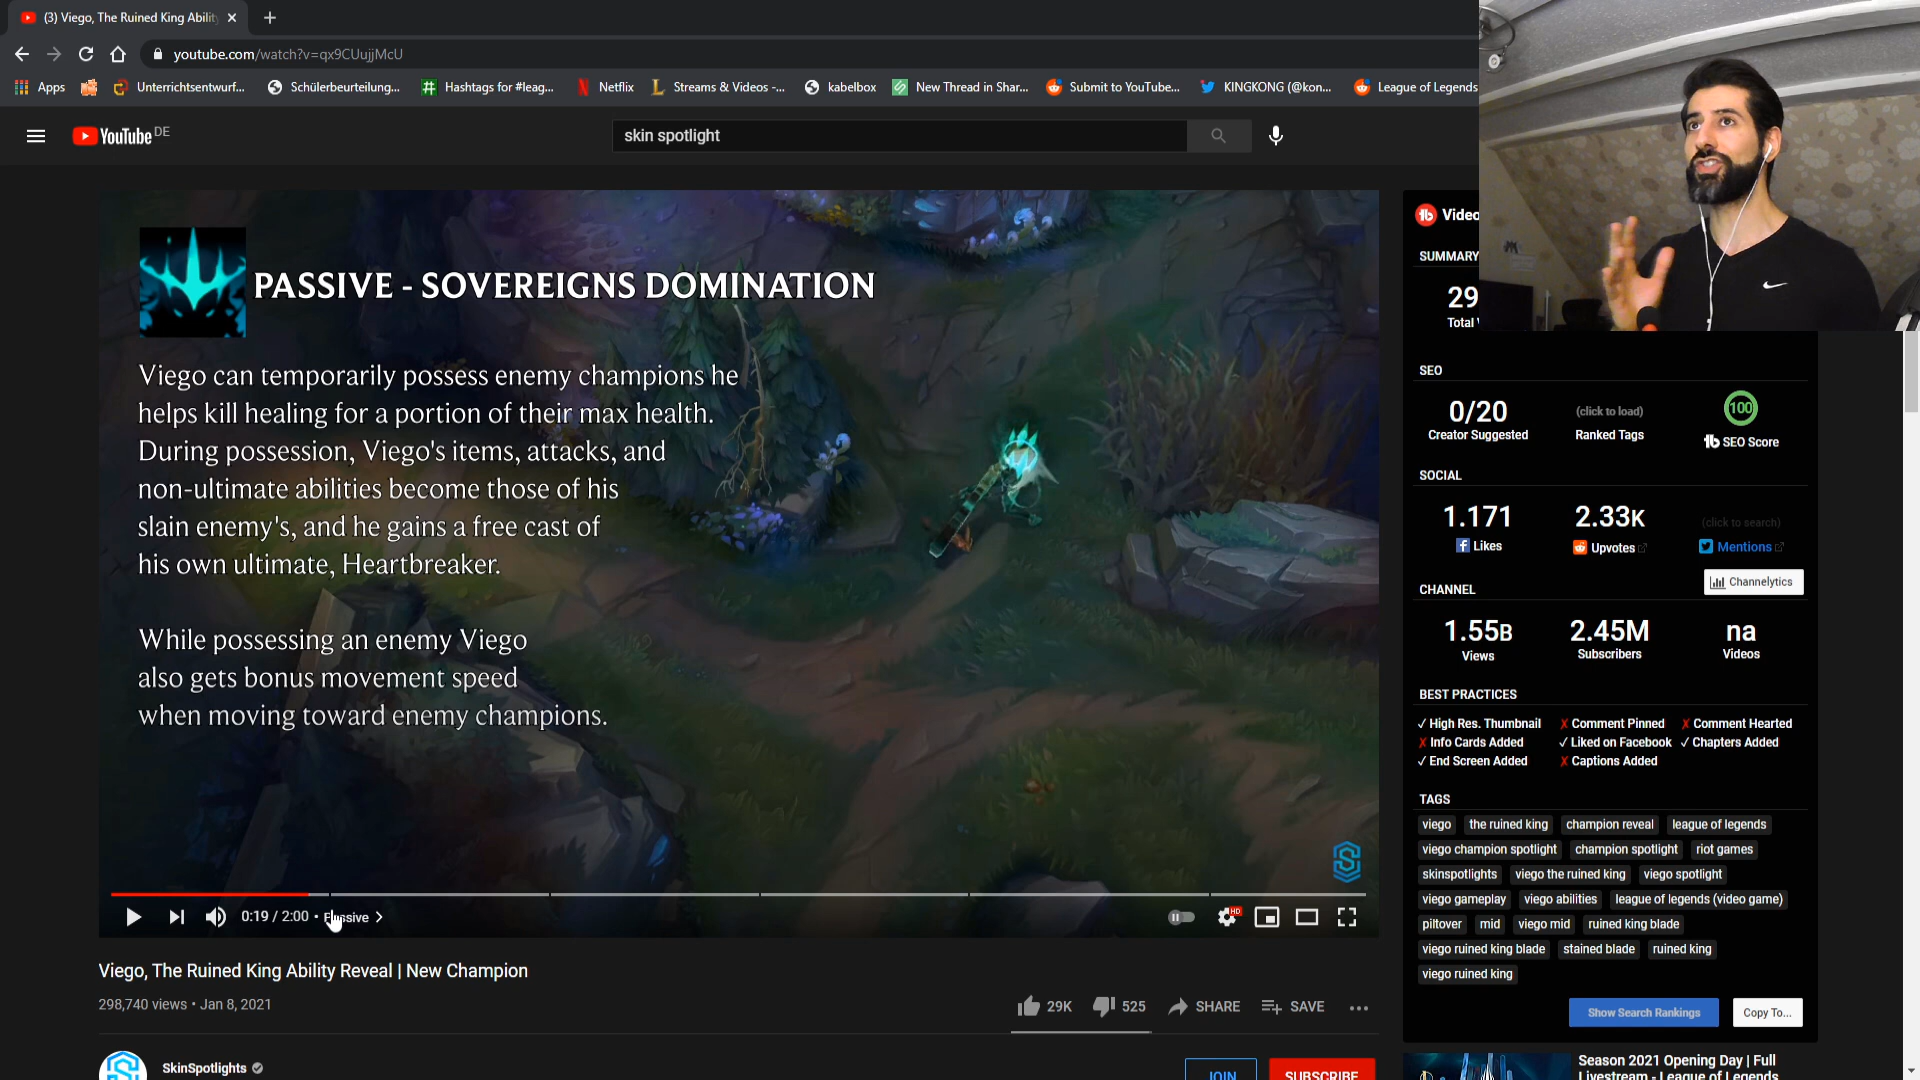 (3) Viego, The Ruined King Abilit
youtube.com/watch?v=qx9CUujjMcU
Apps
Unterrichtsentwurf...
Schülerbeurteilung...
Hashtags for #leag...
Netflix
Streams & Videos -...
kabelbox
New Thread in Shar...
Submit to YouTube...
KINGKONG (@kon...
League of Legends
YouTube DE
skin spotlight
PASSIVE - SOVEREIGNS DOMINATION
Viego can temporarily possess enemy champions he
helps kill healing for a portion of their max health.
During possession, Viego's items, attacks, and
non-ultimate abilities become those of his
slain enemy's, and he gains a free cast of
his own ultimate, Heartbreaker.
While possessing an enemy Viego
also gets bonus movement speed
when moving toward enemy champions.
0:19 / 2:00 • Passive
HD
Viego, The Ruined King Ability Reveal | New Champion
298,740 views • Jan 8, 2021
29K
525
SHARE
SAVE
SkinSpotlights
JOIN
SUBSCRIBE
Video
SUMMARY
29
Total
SEO
0/20
Creator Suggested
(click to load)
Ranked Tags
100
SEO Score
SOCIAL
1.171
Likes
2.33K
Upvotes
(click to search)
Mentions
CHANNEL
Channelytics
1.55B
Views
2.45M
Subscribers
na
Videos
BEST PRACTICES
✓ High Res. Thumbnail
✗ Comment Pinned
✗ Comment Hearted
✗ Info Cards Added
✓ Liked on Facebook
✓ Chapters Added
✓ End Screen Added
✗ Captions Added
TAGS
viego
the ruined king
champion reveal
league of legends
viego champion spotlight
champion spotlight
riot games
skinspotlights
viego the ruined king
viego spotlight
viego gameplay
viego abilities
league of legends (video game)
piltover
mid
viego mid
ruined king blade
viego ruined king blade
stained blade
ruined king
viego ruined king
Show Search Rankings
Copy To...
Season 2021 Opening Day | Full
Livestream - League of Legends